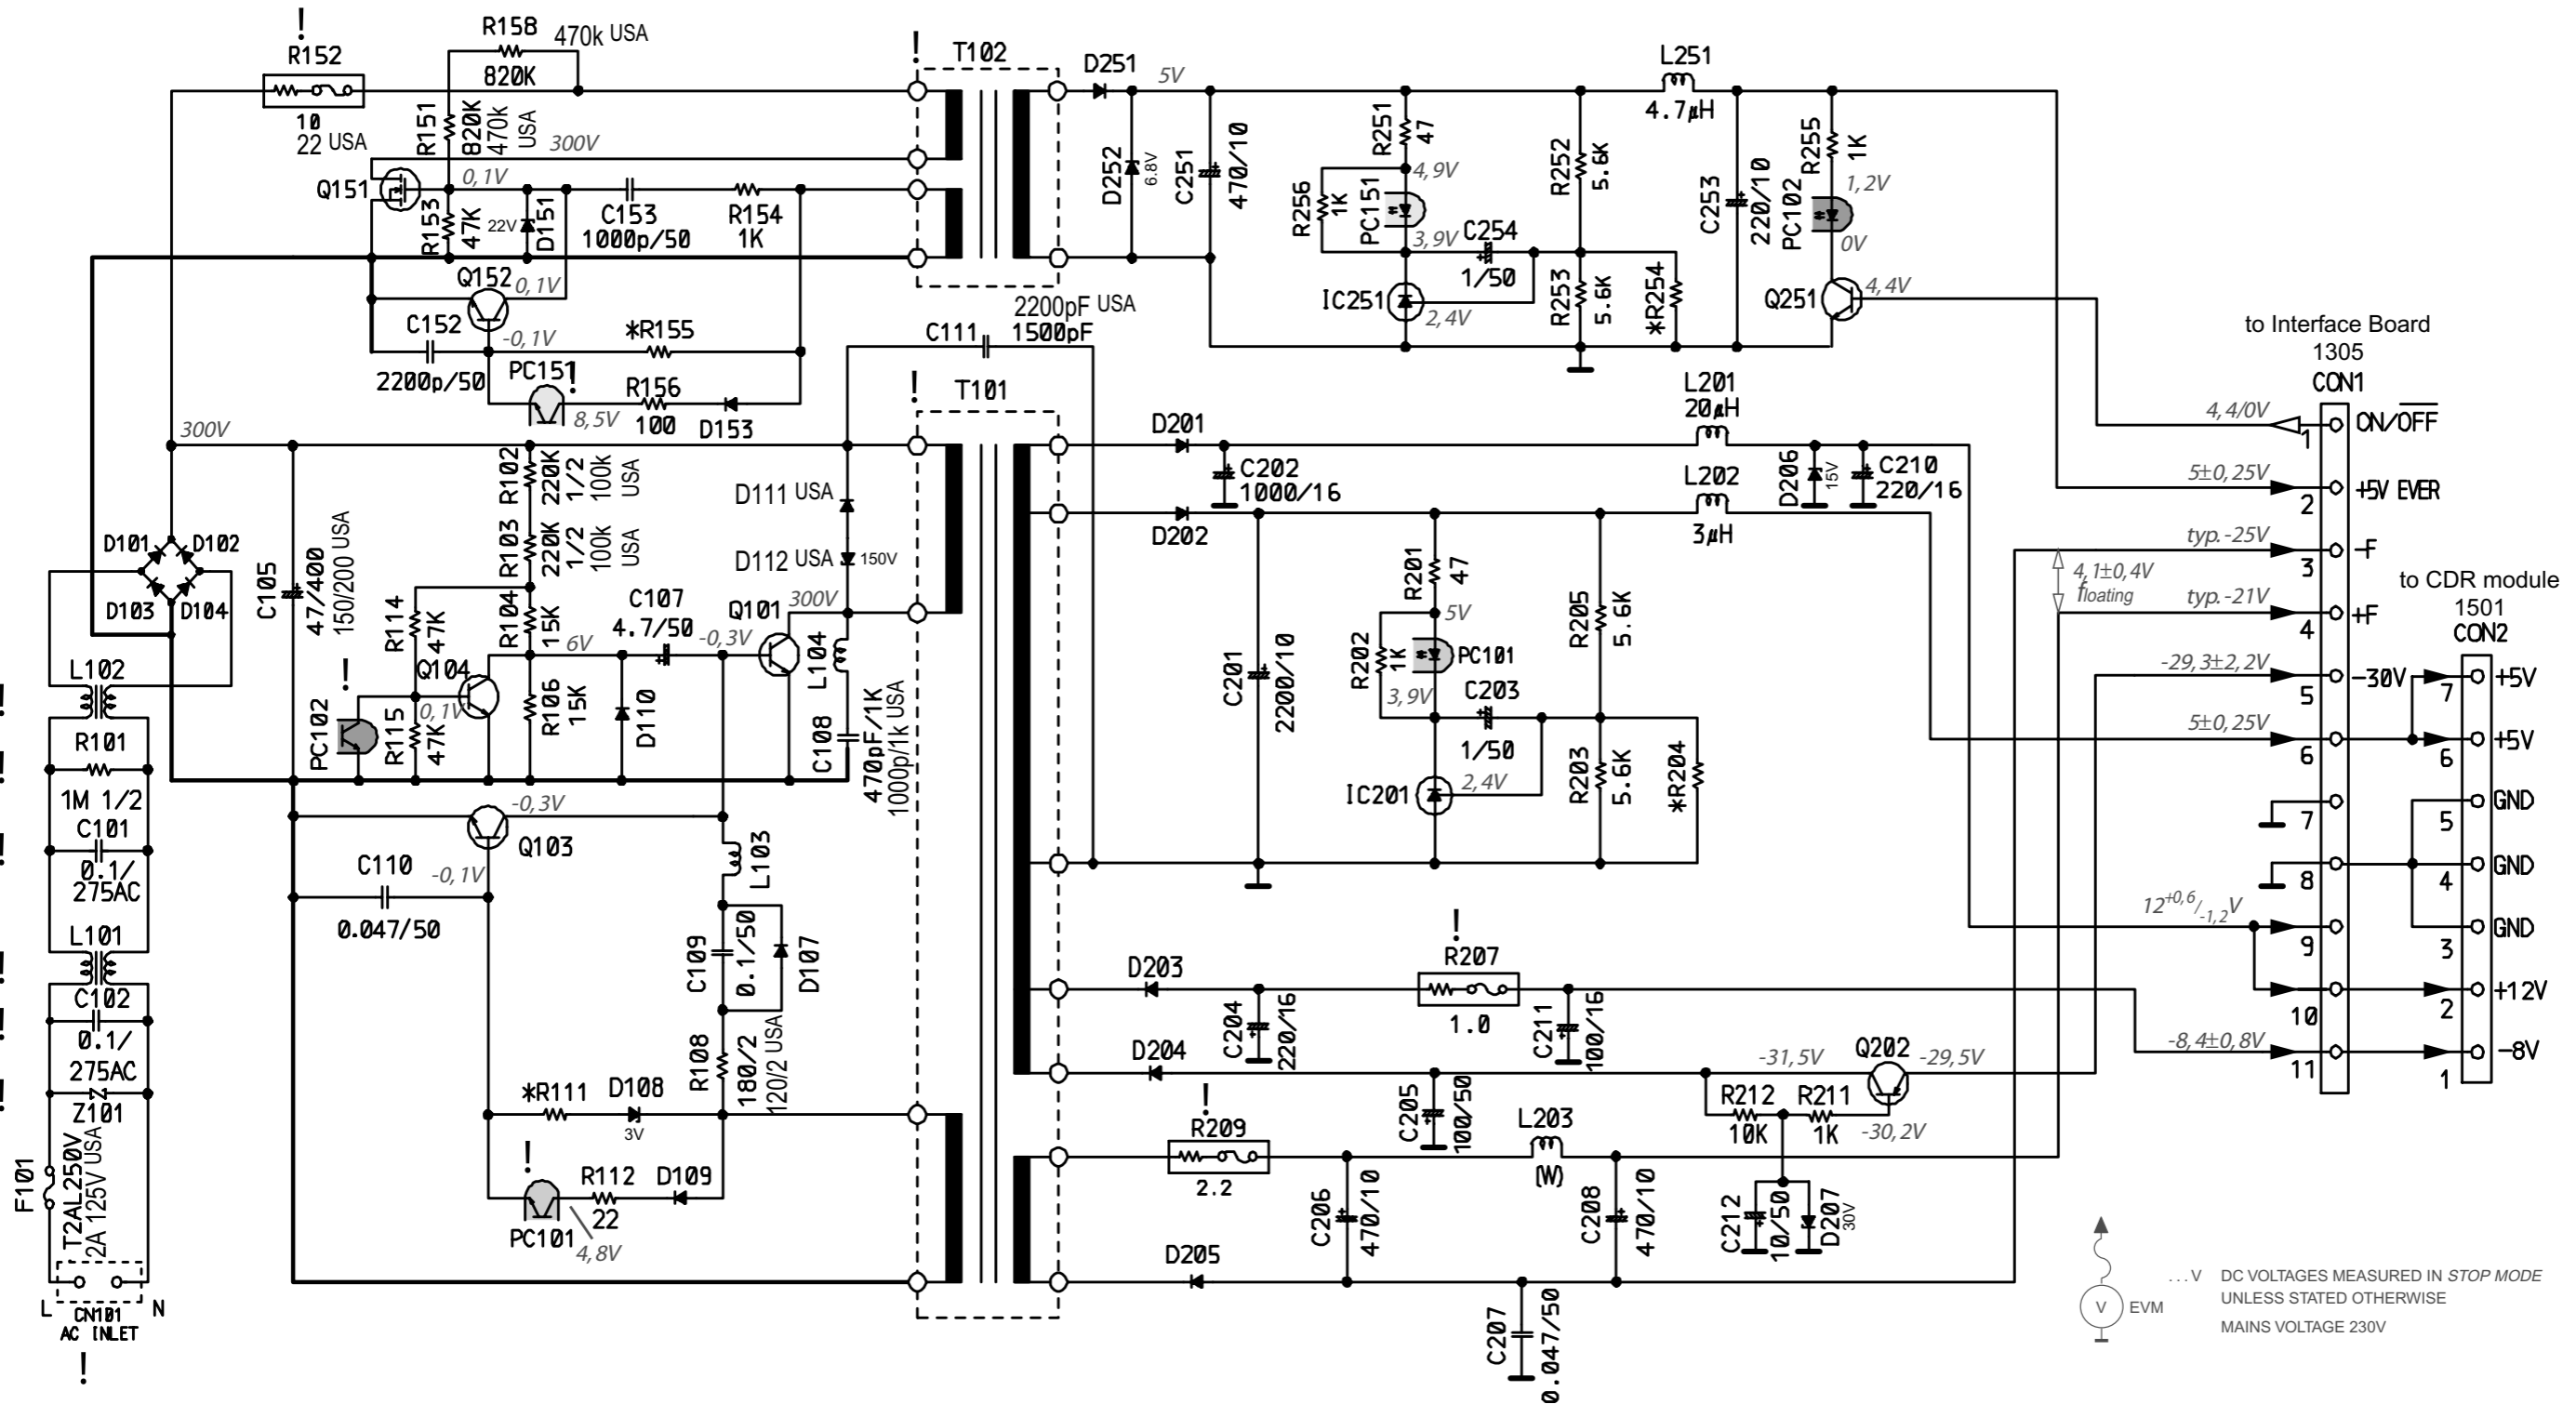 !
R152
10
22 USA
R158
470k USA
820K
R151
820K
470k
USA
300V
Q151
0,1V
R153
47K
22V
D151
C153
1000p/50
R154
1K
Q152
0,1V
C152
2200p/50
-0,1V
*R155
PC151
!
8,5V
R156
100
D153
!
T102
D251
5V
D252
6.8V
C251
470/10
R251
47
R256
1K
4,9V
PC151
3,9V
C254
1/50
IC251
2,4V
R252
5.6K
R253
5.6K
*R254
L251
4.7µH
C253
220/10
R255
1K
1,2V
PC102
0V
Q251
4,4V
2200pF USA
C111
1500pF
!
T101
300V
D101
D102
D103
D104
C105
47/400
150/200 USA
R102
220K
1/2
100k
USA
R103
220K
1/2
100k
USA
R114
47K
R104
15K
Q104
6V
C107
4.7/50
-0,3V
Q101
300V
D111 USA
D112 USA
150V
L104
C108
470pF/1K
1000p/1k USA
!
PC102
R115
47K
0,1V
R106
15K
D110
L102
!
R101
1M 1/2
!
C101
0.1/
275AC
!
L101
!
C102
0.1/
275AC
!
Z101
!
F101
T2AL250V
2A 125V USA
L
CN101
N
AC INLET
!
-0,3V
Q103
C110
0.047/50
-0,1V
L103
C109
0.1/50
D107
R108
180/2
120/2 USA
*R111
D108
3V
!
PC101
4,8V
R112
22
D109
D201
C202
1000/16
D202
L201
20µH
L202
3µH
D206
15V
C210
220/16
C201
2200/10
R201
47
5V
R202
1K
PC101
3,9V
C203
1/50
IC201
2,4V
R205
5.6K
R203
5.6K
*R204
D203
C204
220/16
!
R207
1.0
C211
100/16
D204
C205
100/50
-31,5V
Q202
-29,5V
R212
10K
R211
1K
-30,2V
!
R209
2.2
L203
(W)
C206
470/10
C208
470/10
C212
10/50
D207
30V
D205
C207
0.047/50
to Interface Board
1305
CON1
4,4/0V
1
ON/OFF
5±0,25V
2
+5V EVER
typ.-25V
3
-F
4,1±0,4V
floating
typ.-21V
4
+F
-29,3±2,2V
5
-30V
5±0,25V
6
7
8
12+0,6/-1,2V
9
10
-8,4±0,8V
11
to CDR module
1501
CON2
7
+5V
6
+5V
5
GND
4
GND
3
GND
2
+12V
1
-8V
V
EVM
...V DC VOLTAGES MEASURED IN STOP MODE
UNLESS STATED OTHERWISE
MAINS VOLTAGE 230V